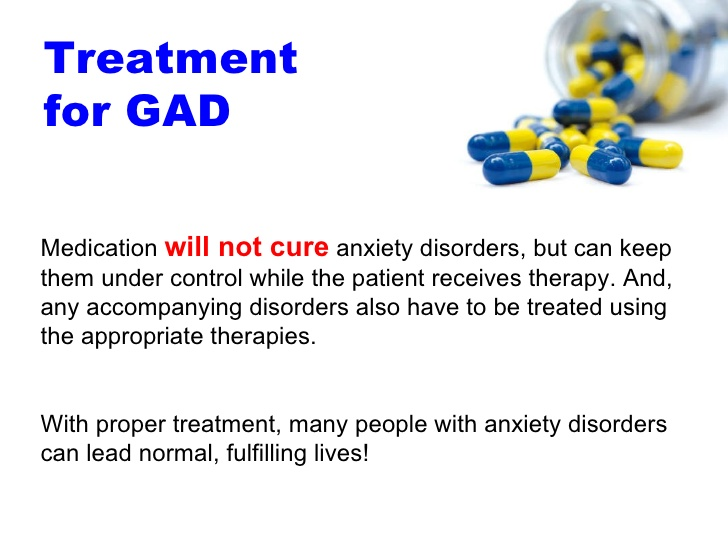 Treatment
for GAD
Medication will not cure anxiety disorders, but can keep
them under control while the patient receives therapy. And,
any accompanying disorders also have to be treated using
the appropriate therapies.
With proper treatment, many people with anxiety disorders
can lead normal, fulfilling lives!